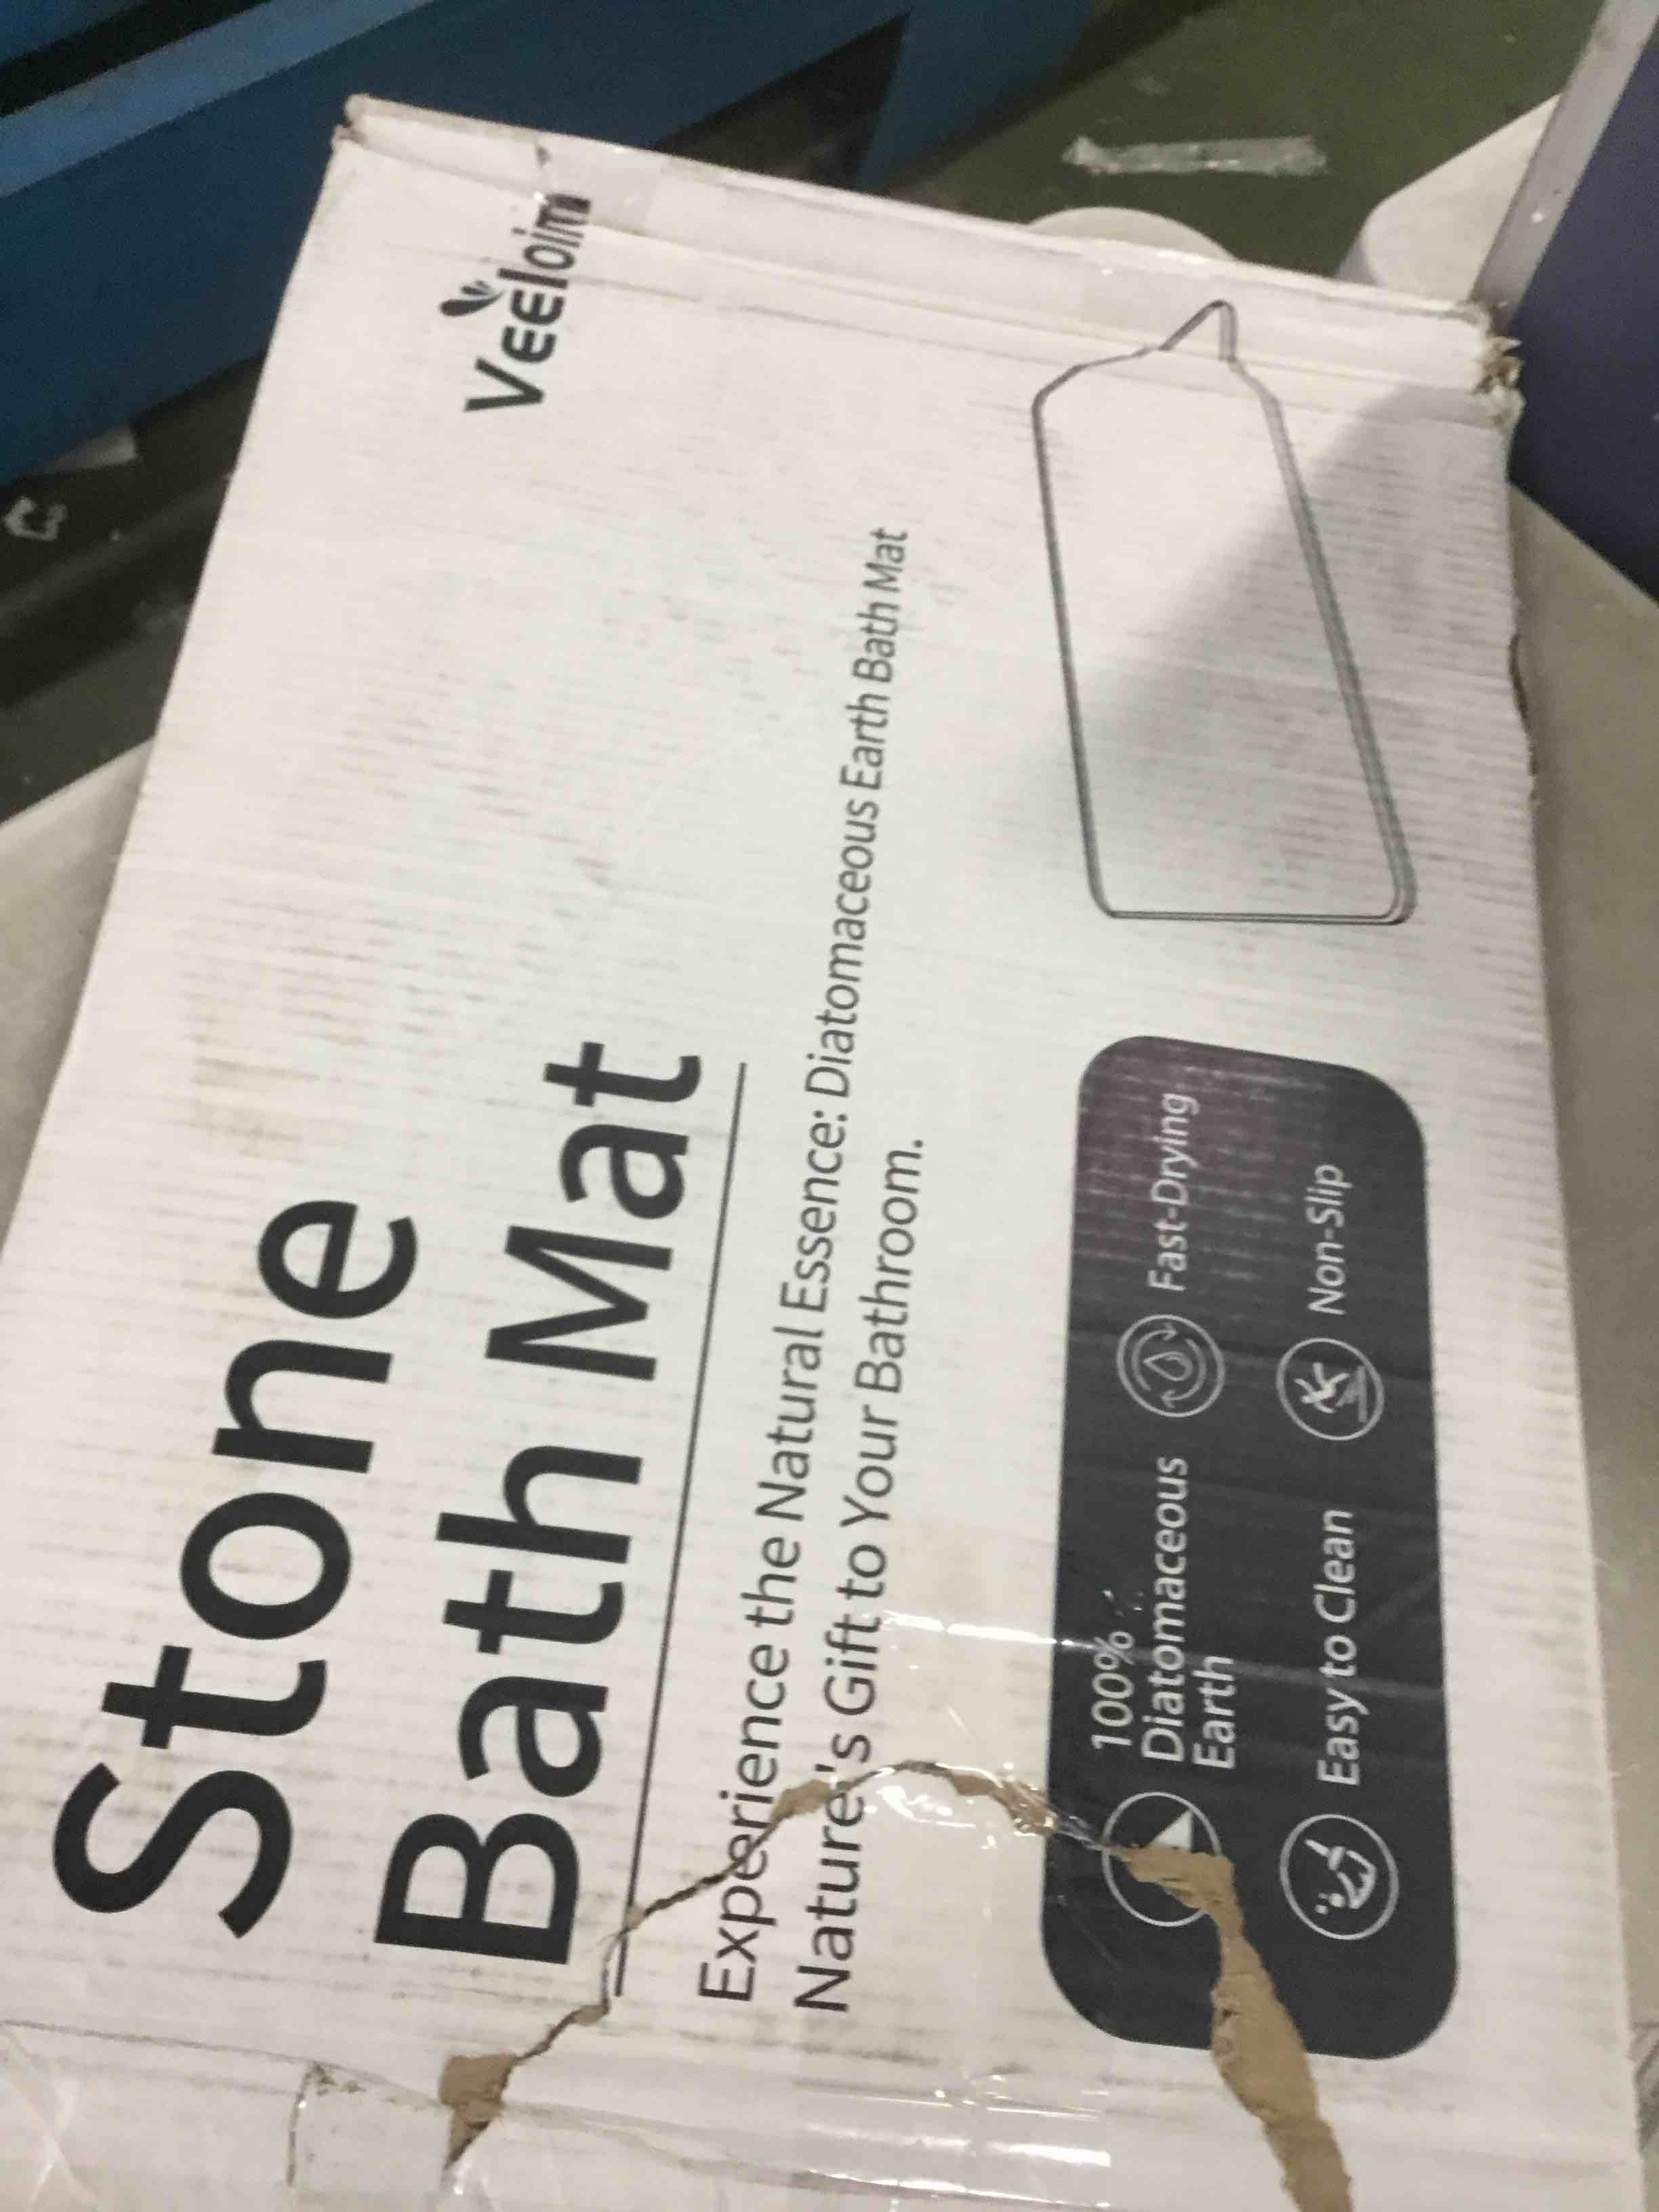 Veeloim
Stone
Bath Mat
Experience the Natural Essence: Diatomaceous Earth Bath Mat
Nature's Gift to Your Bathroom.
100%
Diatomaceous
Earth
Fast-Drying
Easy to Clean
Non-Slip